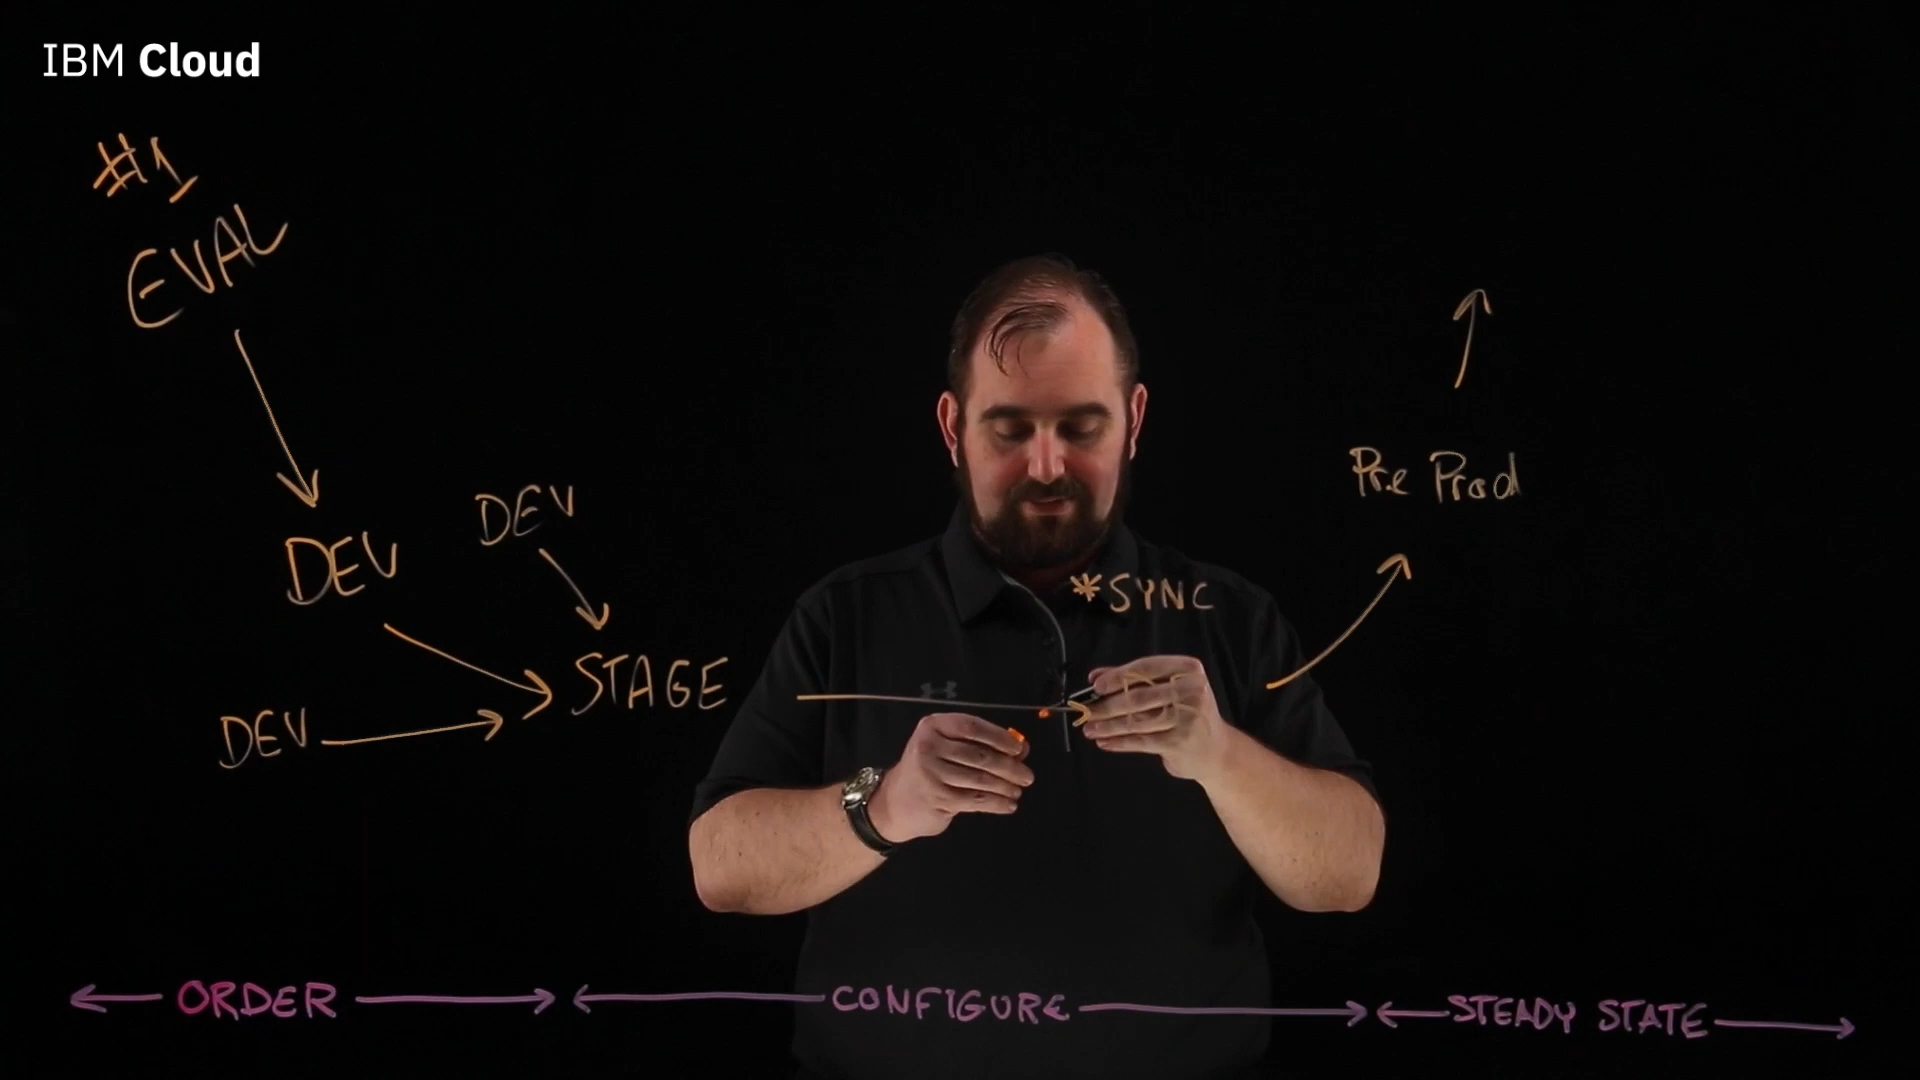 IBM Cloud
#1
EVAL
DEV
DEV
DEV
STAGE
*SYNC
Pre Prod
ORDER
CONFIGURE
STEADY STATE